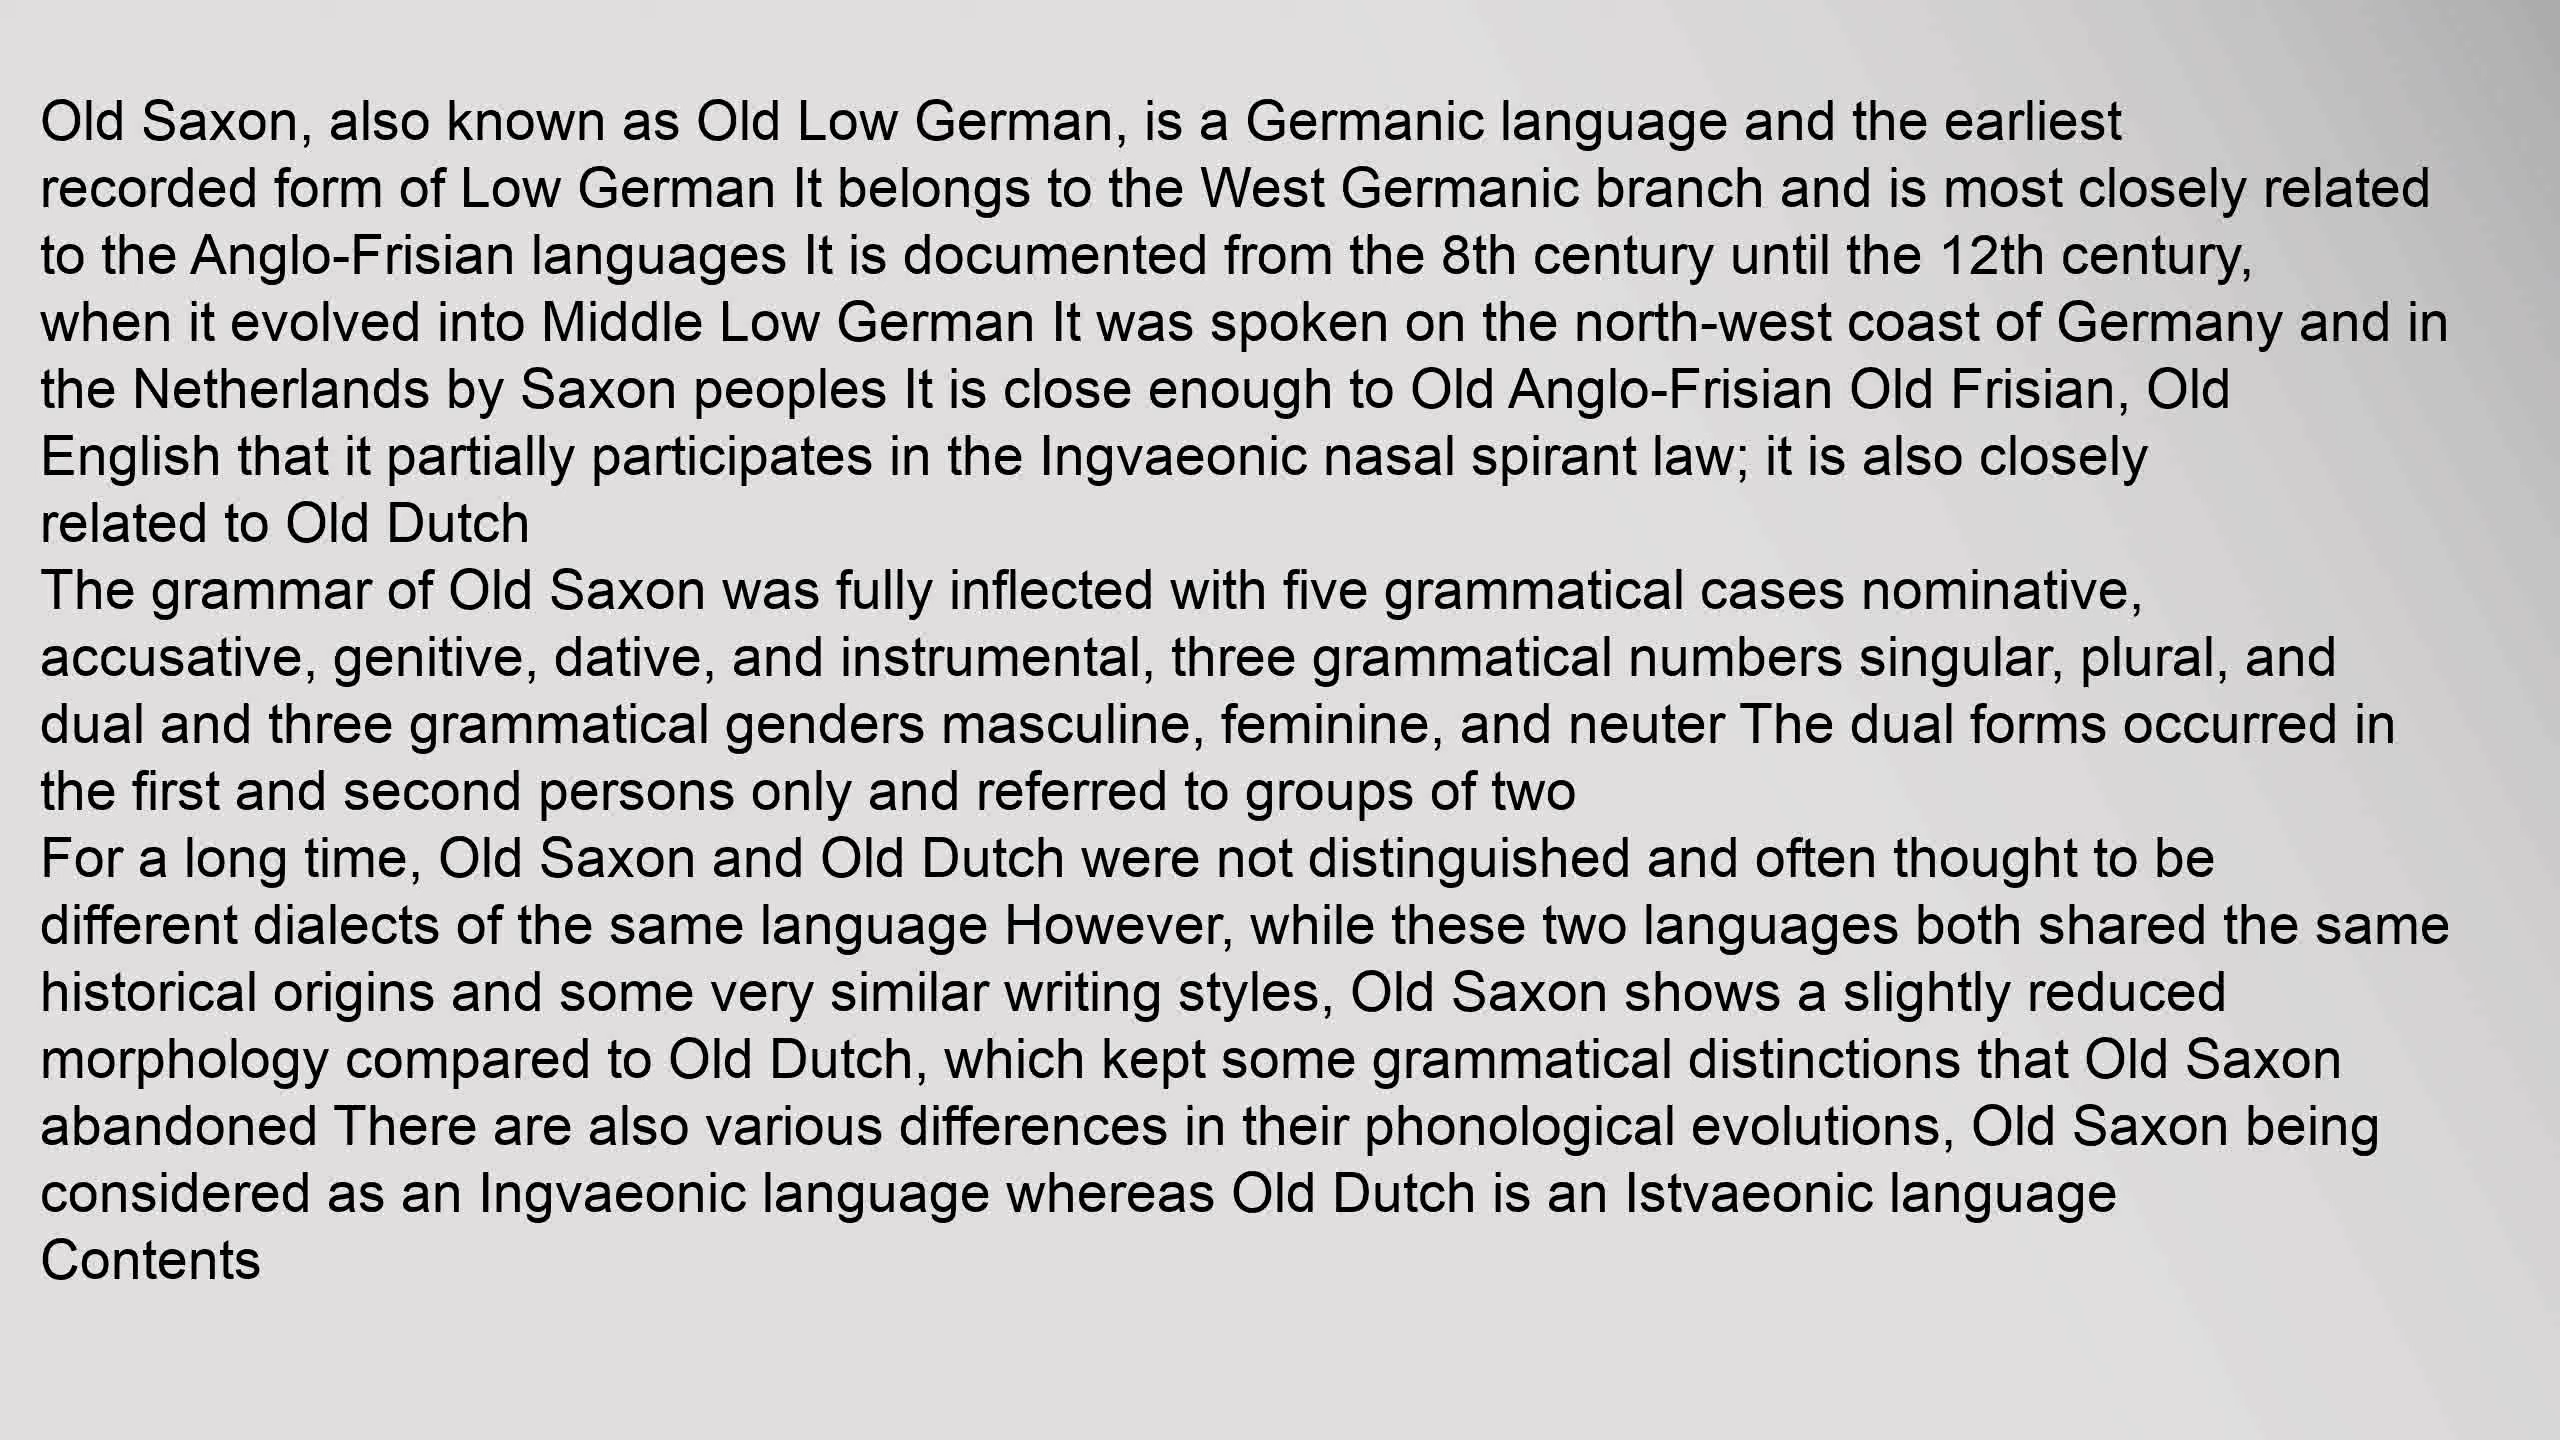 Old Saxon, also known as Old Low German, is a Germanic language and the earliest
recorded form of Low German It belongs to the West Germanic branch and is most closely related
to the Anglo-Frisian languages It is documented from the 8th century until the 12th century,
when it evolved into Middle Low German It was spoken on the north-west coast of Germany and in
the Netherlands by Saxon peoples It is close enough to Old Anglo-Frisian Old Frisian, Old
English that it partially participates in the Ingvaeonic nasal spirant law; it is also closely
related to Old Dutch
The grammar of Old Saxon was fully inflected with five grammatical cases nominative,
accusative, genitive, dative, and instrumental, three grammatical numbers singular, plural, and
dual and three grammatical genders masculine, feminine, and neuter The dual forms occurred in
the first and second persons only and referred to groups of two
For a long time, Old Saxon and Old Dutch were not distinguished and often thought to be
different dialects of the same language However, while these two languages both shared the same
historical origins and some very similar writing styles, Old Saxon shows a slightly reduced
morphology compared to Old Dutch, which kept some grammatical distinctions that Old Saxon
abandoned There are also various differences in their phonological evolutions, Old Saxon being
considered as an Ingvaeonic language whereas Old Dutch is an Istvaeonic language
Contents